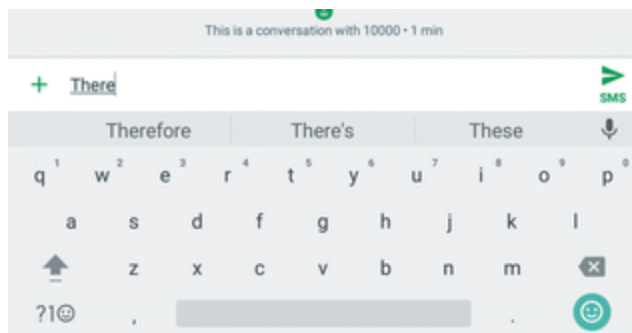 This is a conversation with 10000 • 1 min
+ There
SMS
Therefore There's These
q 1 w 2 e 3 r 4 t 5 y 6 u 7 i 8 o 9 p 0
a s d f g h j k l
z x c v b n m
?1☺ , .